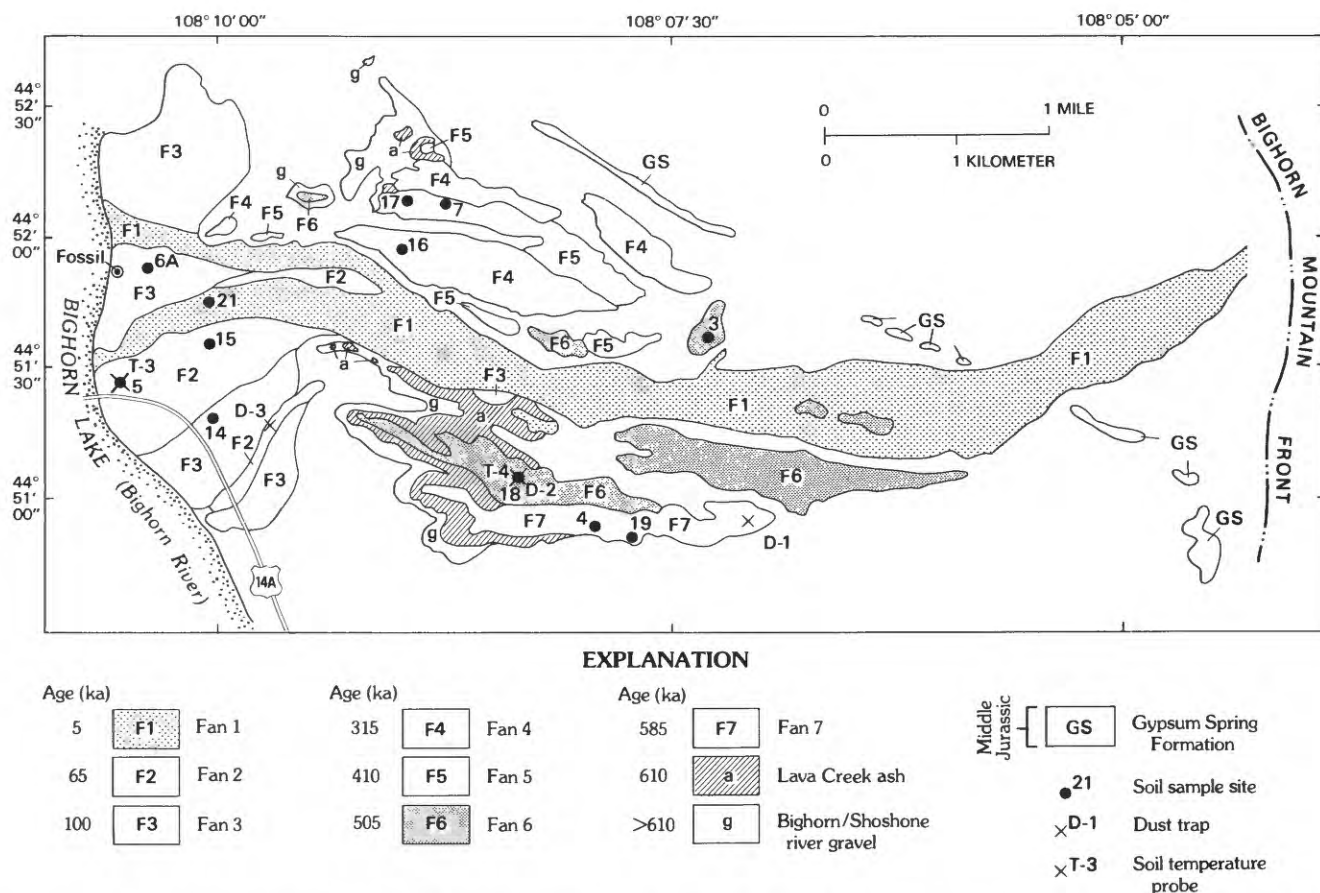 108° 10' 00"
108° 07' 30"
108° 05' 00"
44°
52'
30"
g
0
1 MILE
0
1 KILOMETER
BIGHORN
MOUNTAIN
FRONT
F3
F5
a
g
GS
g
F4
17
7
F4
F5
F6
44°
52'
00"
F1
16
F4
F5
F4
Fossil
6A
F3
F2
21
F5
F1
3
GS
BIGHORN
LAKE
(Bighorn River)
15
F6
F5
F1
44°
51'
30"
T-3
5
F2
a
F3
F1
D-3
g
a
GS
14
F2
F6
F3
F3
T-4
18
D-2
F6
44°
51'
00"
F7
4
19
F7
D-1
GS
g
14A
EXPLANATION
Age (ka)
5 F1 Fan 1
65 F2 Fan 2
100 F3 Fan 3
Age (ka)
315 F4 Fan 4
410 F5 Fan 5
505 F6 Fan 6
Age (ka)
585 F7 Fan 7
610 a Lava Creek ash
>610 g Bighorn/Shoshone
river gravel
Middle
Jurassic
GS Gypsum Spring
Formation
21 Soil sample site
D-1 Dust trap
T-3 Soil temperature
probe